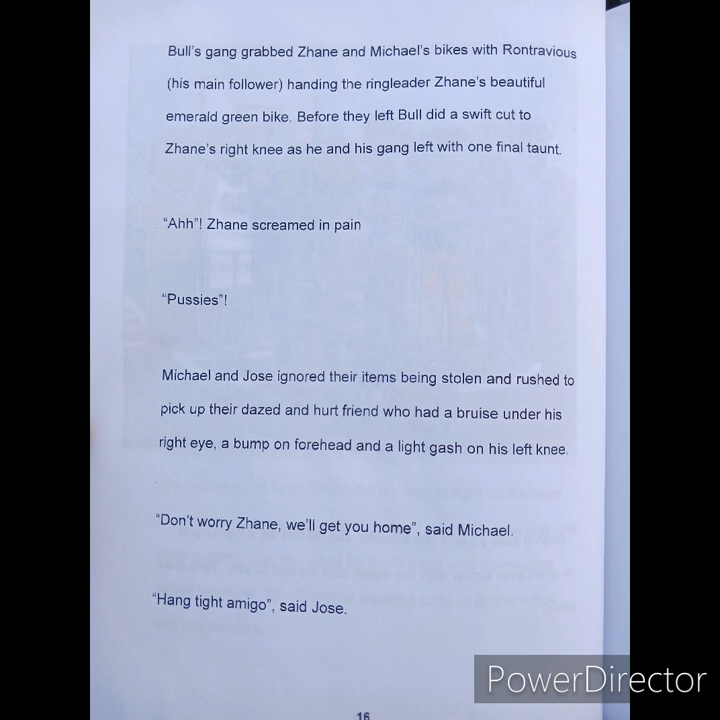 Bull's gang grabbed Zhane and Michael's bikes with Rontravious
(his main follower) handing the ringleader Zhane's beautiful
emerald green bike. Before they left Bull did a swift cut to
Zhane's right knee as he and his gang left with one final taunt.
“Ahh”! Zhane screamed in pain
“Pussies”!
Michael and Jose ignored their items being stolen and rushed to
pick up their dazed and hurt friend who had a bruise under his
right eye, a bump on forehead and a light gash on his left knee.
“Don't worry Zhane, we'll get you home”, said Michael.
“Hang tight amigo”, said Jose.
16
PowerDirector